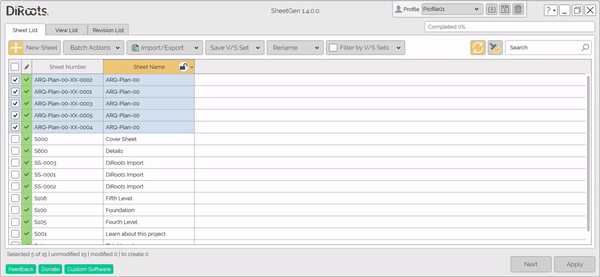 DiRoots.
SheetGen 1.4.0.0
Profile Profile01
Completed 0%
Sheet List View List Revision List
New Sheet Batch Actions Import/Export Save V/S Set Rename Filter by V/S Sets Search
Sheet Number Sheet Name
ARQ-Plan-00-XX-0002 ARQ-Plan-00
ARQ-Plan-00-XX-0001 ARQ-Plan-00
ARQ-Plan-00-XX-0003 ARQ-Plan-00
ARQ-Plan-00-XX-0005 ARQ-Plan-00
ARQ-Plan-00-XX-0004 ARQ-Plan-00
S000 Cover Sheet
S600 Details
SS-0003 DiRoots Import
SS-0001 DiRoots Import
SS-0002 DiRoots Import
S106 Fifth Level
S100 Foundation
S105 Fourth Level
S001 Learn about this project
Selected 5 of 15 | unmodified 15 | modified 0 | to create 0
Feedback Donate Custom Software
Next Apply